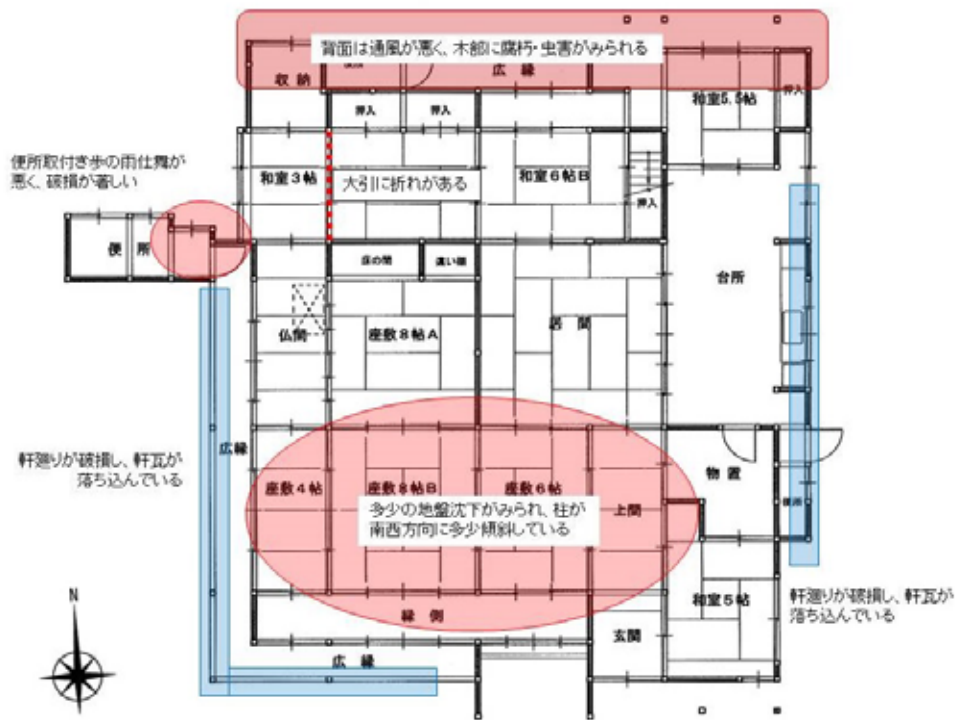 背面は通風が悪く、木部に腐朽・虫害がみられる
収納
便所
広縁
押入
押入
押入
和室5.5帖
便所取付き歩の雨仕舞が
悪く、破損が著しい
和室3帖
大引に折れがある
和室6帖B
押入
便所
床の間
違い棚
台所
仏間
座敷8帖A
居間
広縁
軒廻りが破損し、軒瓦が
落ち込んでいる
座敷4帖
座敷8帖B
座敷6帖
上間
物置
便所
多少の地盤沈下がみられ、柱が
南西方向に多少傾斜している
和室5帖
軒廻りが破損し、軒瓦が
落ち込んでいる
縁側
玄関
広縁
N